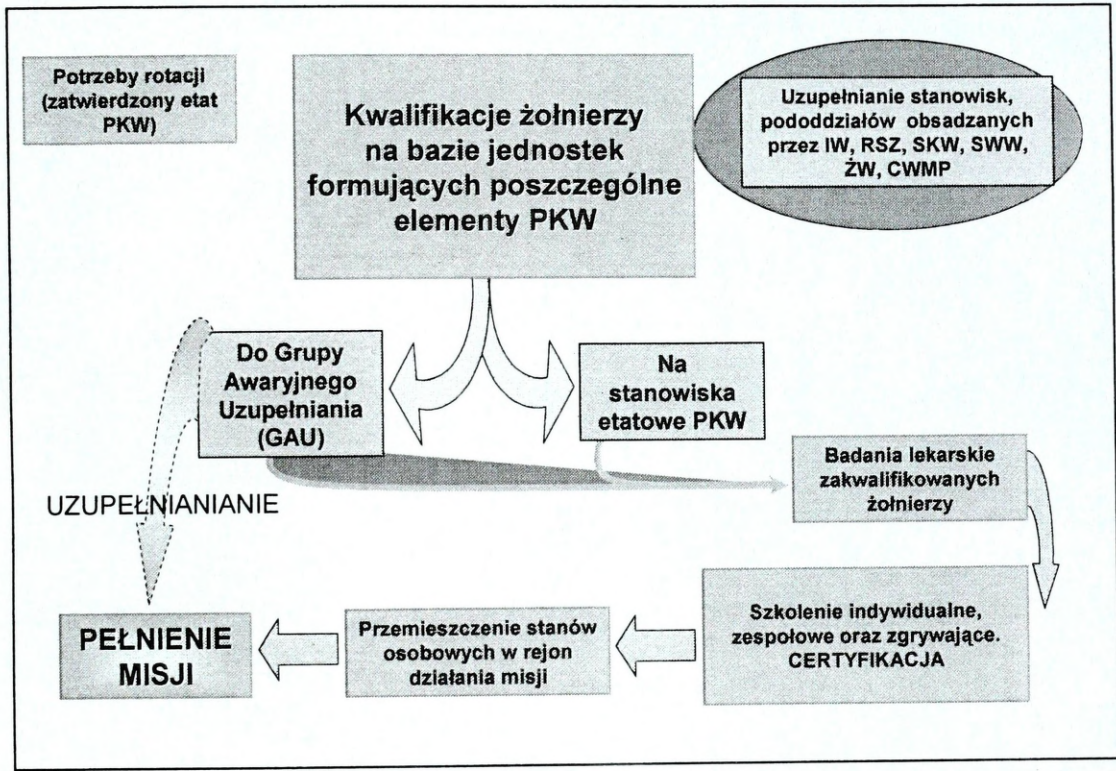 Potrzeby rotacji
(zatwierdzony etat
PKW)
Kwalifikacje żołnierzy
na bazie jednostek
formujących poszczególne
elementy PKW
Uzupełnianie stanowisk,
pododdziałów obsadzanych
przez IW, RSZ, SKW, SWW,
ŻW, CWMP
Do Grupy
Awaryjnego
Uzupełniania
(GAU)
Na
stanowiska
etatowe PKW
Badania lekarskie
zakwalifikowanych
żołnierzy
UZUPEŁNIANIANIE
PEŁNIENIE
MISJI
Przemieszczenie stanów
osobowych w rejon
działania misji
Szkolenie indywidualne,
zespołowe oraz zgrywające.
CERTYFIKACJA